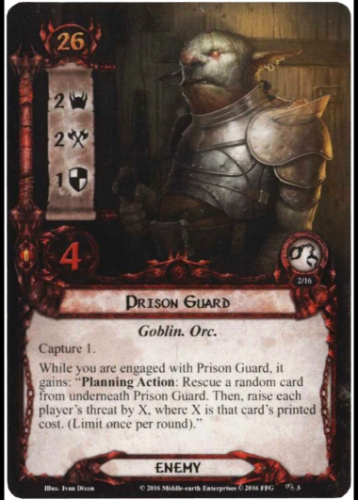 26
2
2
1
4
2/16
PRISON GUARD
Goblin. Orc.
Capture 1.
While you are engaged with Prison Guard, it
gains: “Planning Action: Rescue a random card
from underneath Prison Guard. Then, raise each
player’s threat by X, where X is that card’s printed
cost. (Limit once per round).”
Illus. Ivan Dixon © 2016 Middle-earth Enterprises © 2016 FFG 3
ENEMY